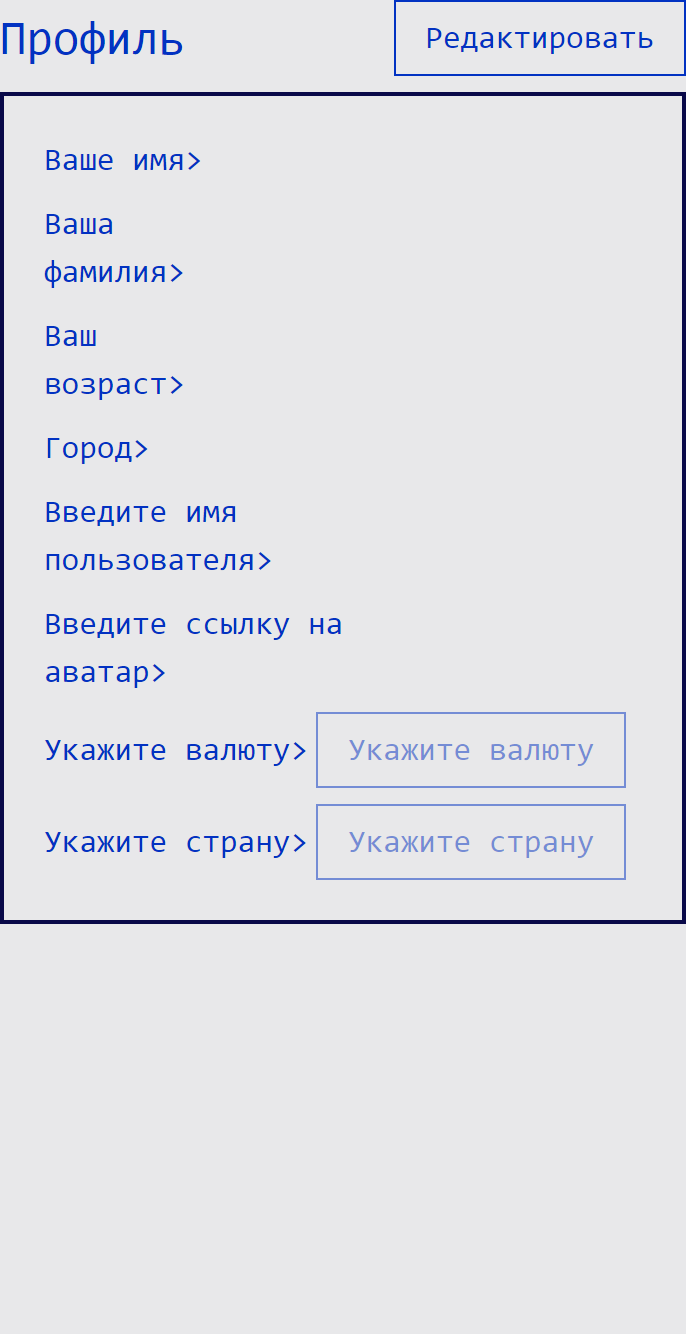 Профиль
Редактировать
Ваше имя>
Ваша
фамилия>
Ваш
возраст>
Город>
Введите имя
пользователя>
Введите ссылку на
аватар>
Укажите валюту> Укажите валюту
Укажите страну> Укажите страну